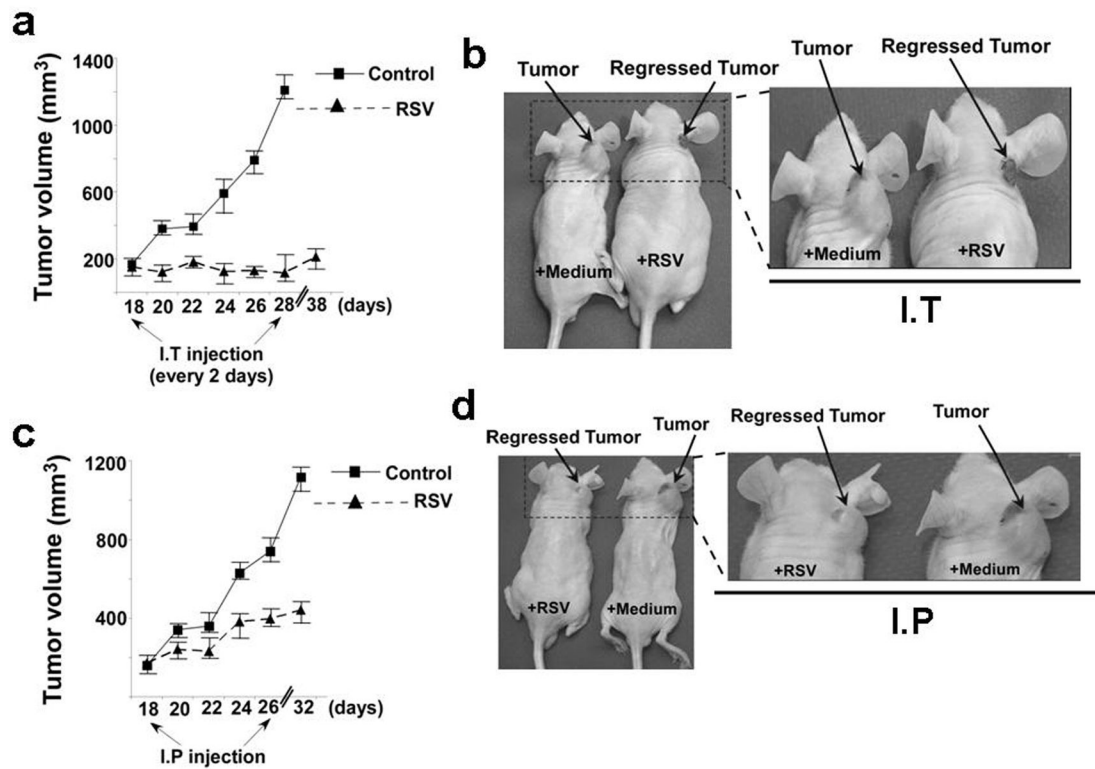 a
Tumor volume (mm3)
1400
1000
600
200
Control
RSV
18 20 22 24 26 28 38 (days)
I.T injection
(every 2 days)
b
Tumor
Regressed Tumor
+Medium
+RSV
Tumor
Regressed Tumor
+Medium
+RSV
I.T
c
Tumor volume (mm3)
1200
800
400
Control
RSV
18 20 22 24 26 32 (days)
I.P injection
d
Regressed Tumor
Tumor
+RSV
+Medium
Regressed Tumor
Tumor
+RSV
+Medium
I.P